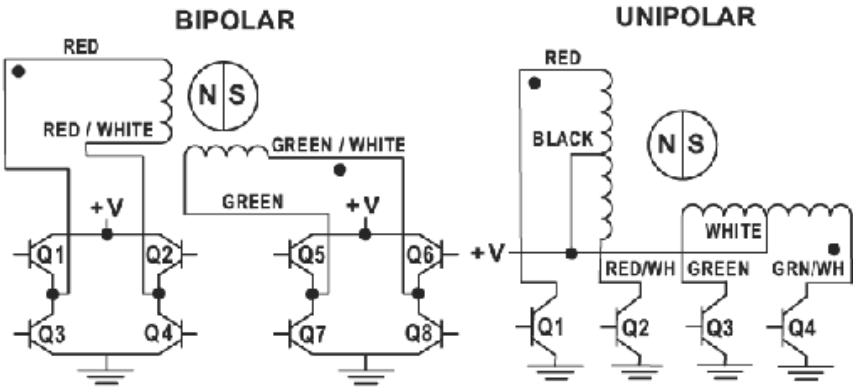 BIPOLAR
RED
N S
RED / WHITE
GREEN / WHITE
GREEN
+V
+V
Q1
Q2
Q5
Q6
Q3
Q4
Q7
Q8
UNIPOLAR
RED
BLACK
N S
WHITE
+V
RED/WH
GREEN
GRN/WH
Q1
Q2
Q3
Q4